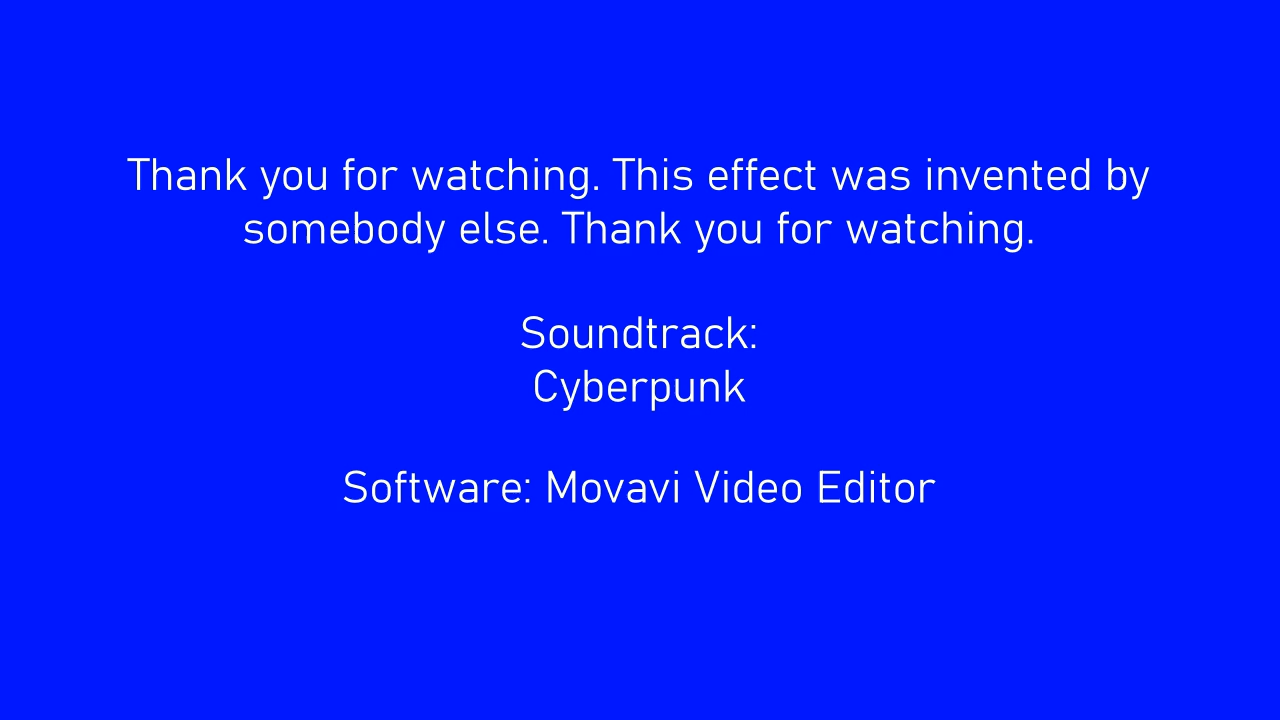 Thank you for watching. This effect was invented by
somebody else. Thank you for watching.
Soundtrack:
Cyberpunk
Software: Movavi Video Editor